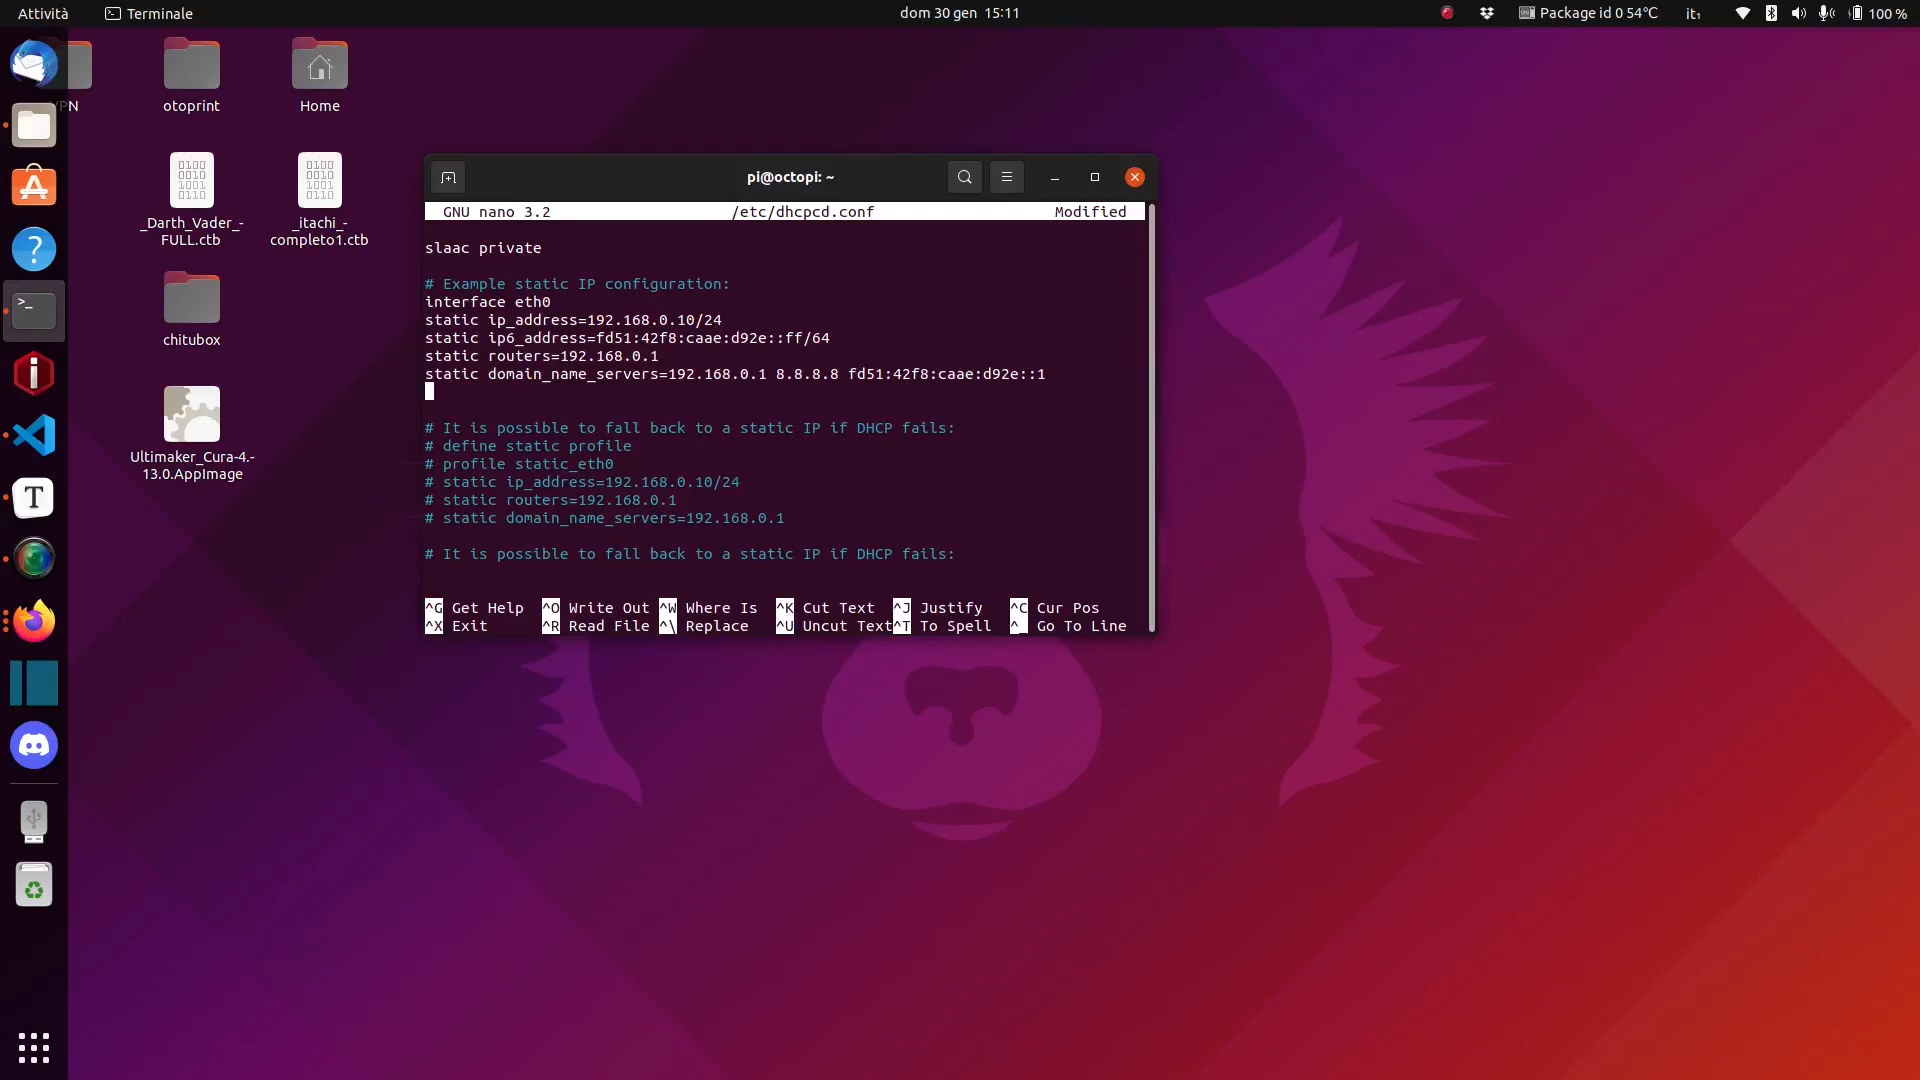 Attività
Terminale
dom 30 gen 15:11
Package id 0 54°C
it₁
100 %
VPN
otoprint
Home
_Darth_Vader_-
FULL.ctb
_itachi_-
completo1.ctb
chitubox
Ultimaker_Cura-4.-
13.0.AppImage
pi@octopi: ~
GNU nano 3.2 /etc/dhcpcd.conf Modified
slaac private
# Example static IP configuration:
interface eth0
static ip_address=192.168.0.10/24
static ip6_address=fd51:42f8:caae:d92e::ff/64
static routers=192.168.0.1
static domain_name_servers=192.168.0.1 8.8.8.8 fd51:42f8:caae:d92e::1
# It is possible to fall back to a static IP if DHCP fails:
# define static profile
# profile static_eth0
# static ip_address=192.168.0.10/24
# static routers=192.168.0.1
# static domain_name_servers=192.168.0.1
# It is possible to fall back to a static IP if DHCP fails:
^G Get Help ^O Write Out ^W Where Is ^K Cut Text ^J Justify ^C Cur Pos
^X Exit ^R Read File ^\ Replace ^U Uncut Text ^T To Spell ^_ Go To Line